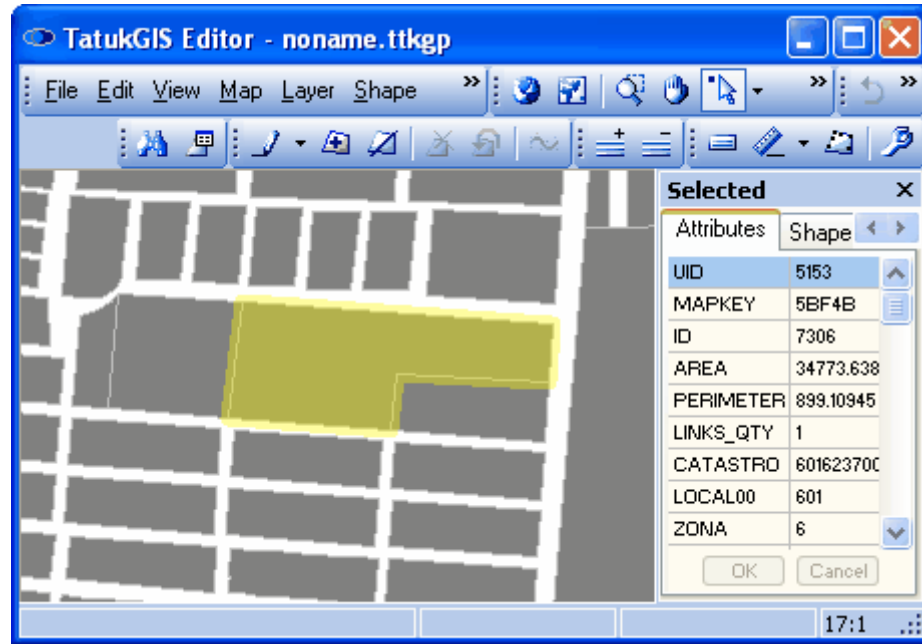 TatukGIS Editor - noname.ttkgp
File Edit View Map Layer Shape
Selected
Attributes Shape
UID 5153
MAPKEY 5BF4B
ID 7306
AREA 34773.638
PERIMETER 899.10945
LINKS_QTY 1
CATASTRO 60162370
LOCAL00 601
ZONA 6
OK Cancel
17:1